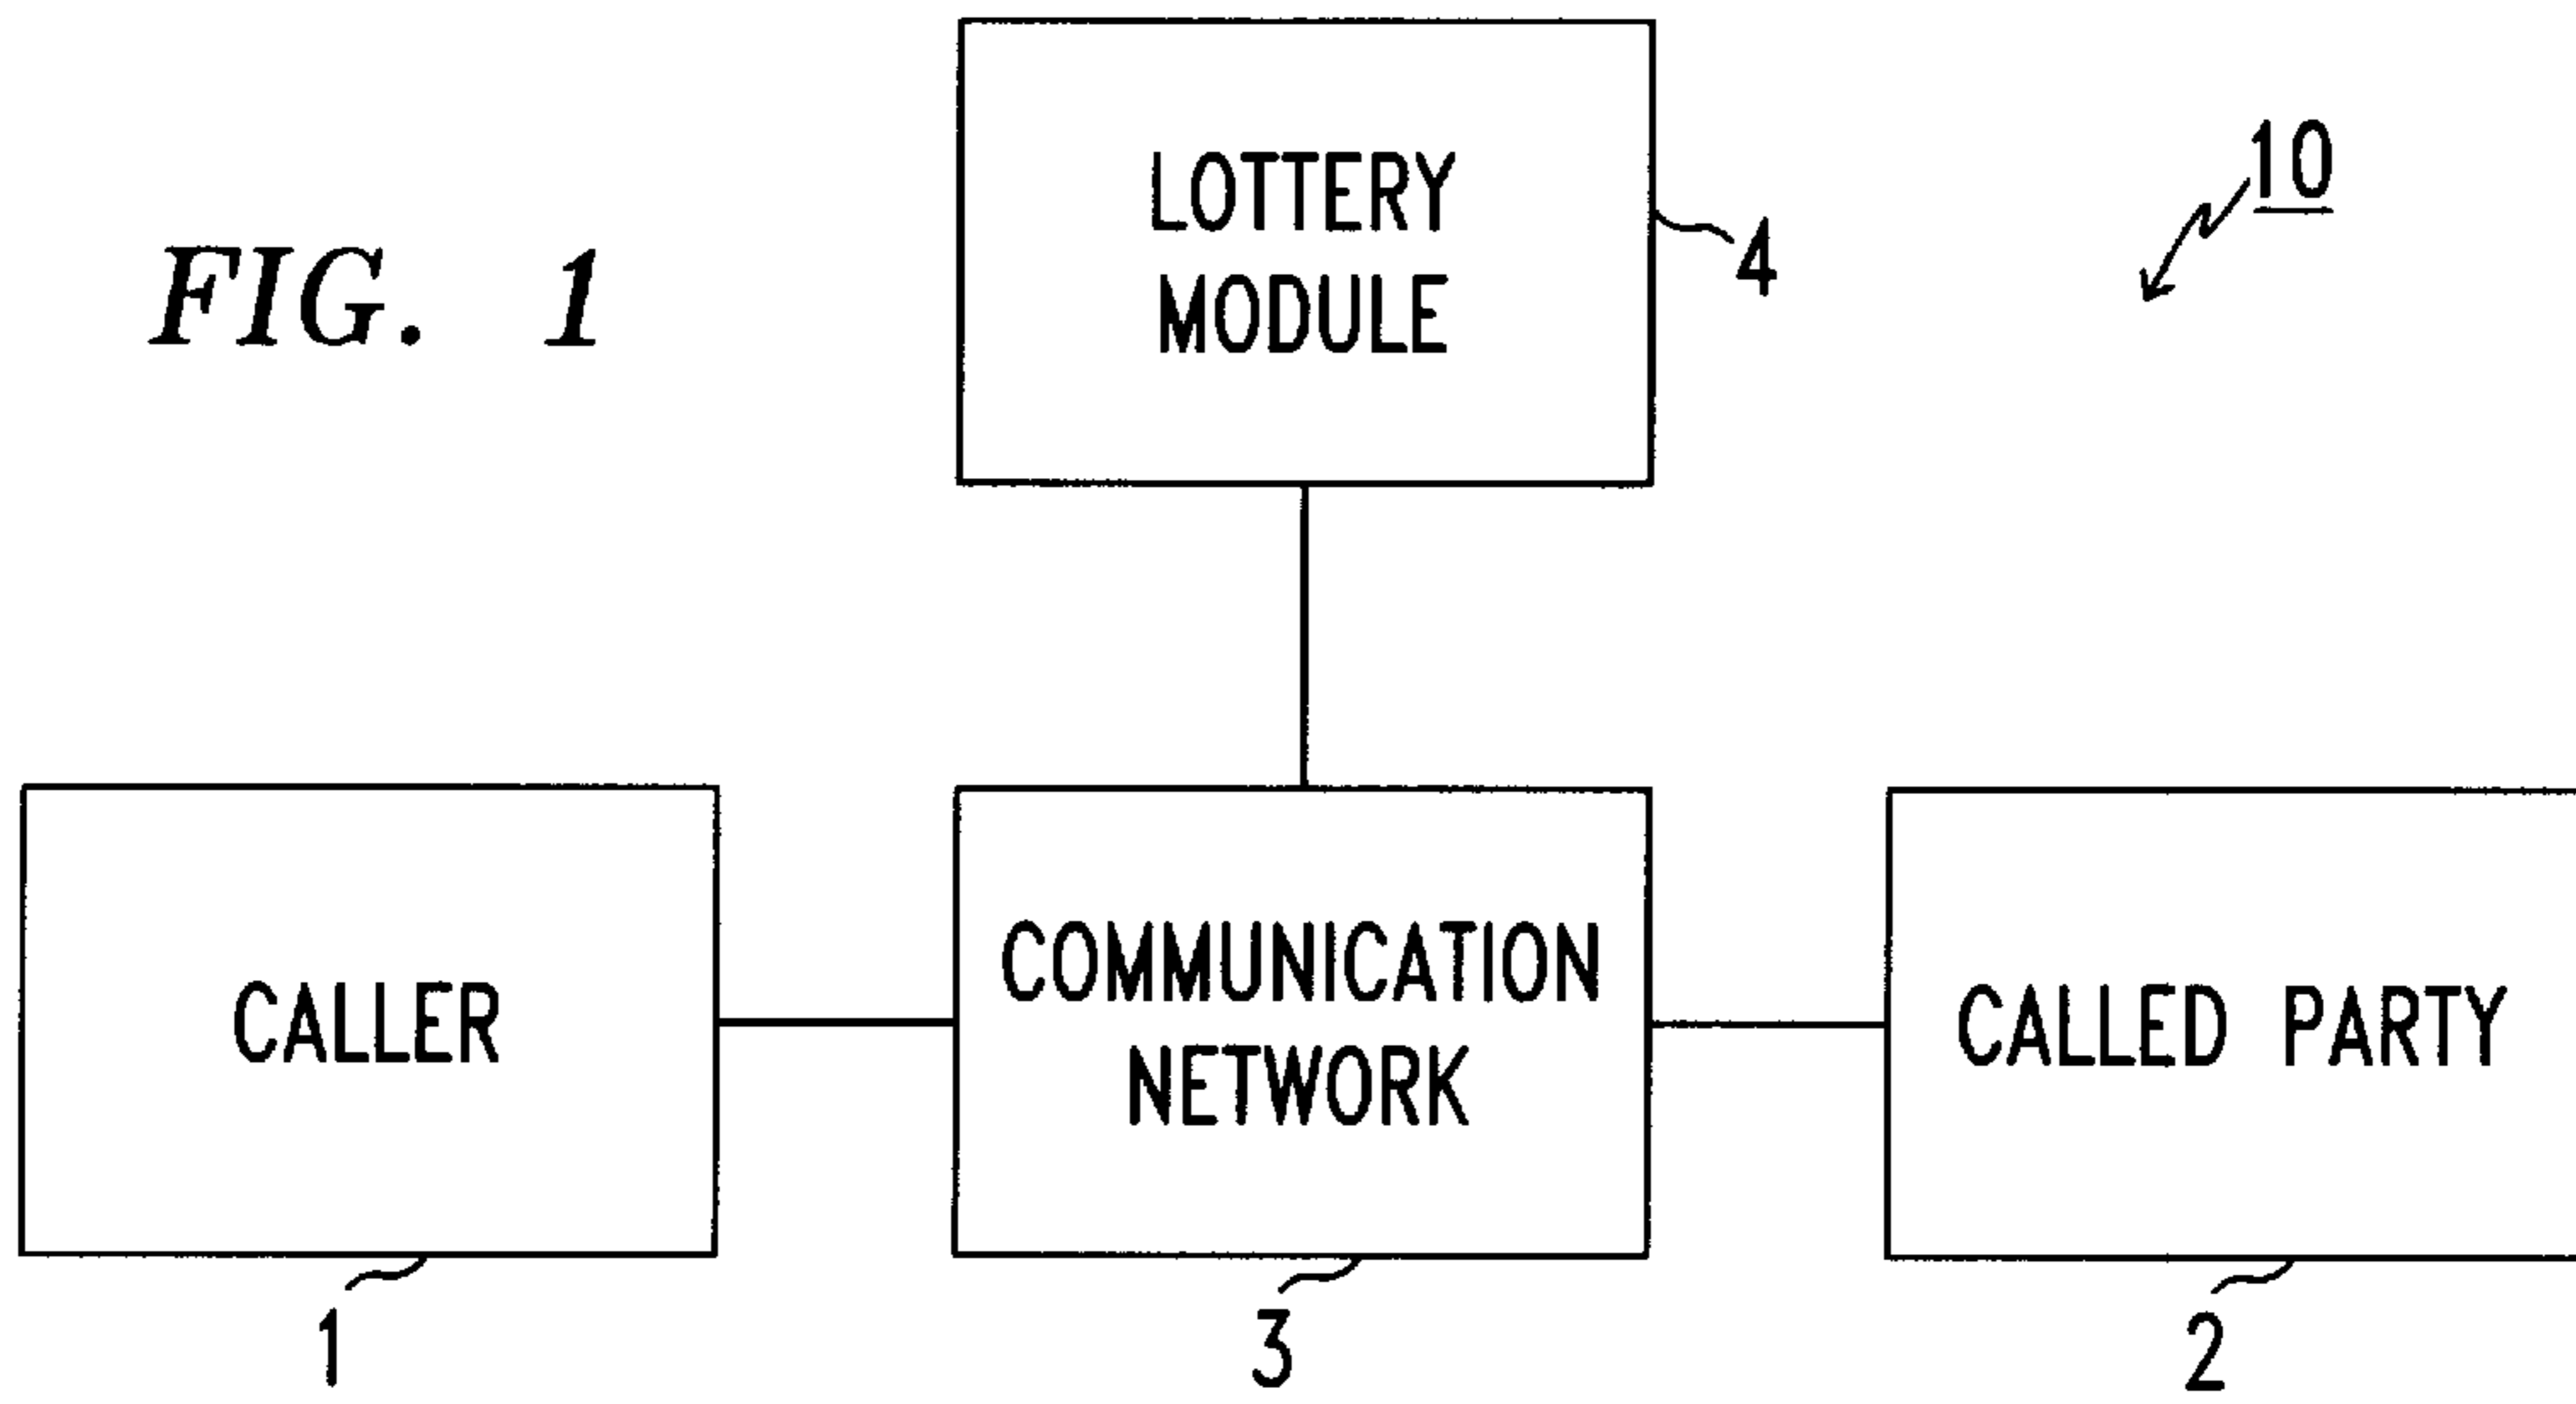 FIG. 1
LOTTERY
MODULE
4
10
CALLER
COMMUNICATION
NETWORK
CALLED PARTY
1
3
2